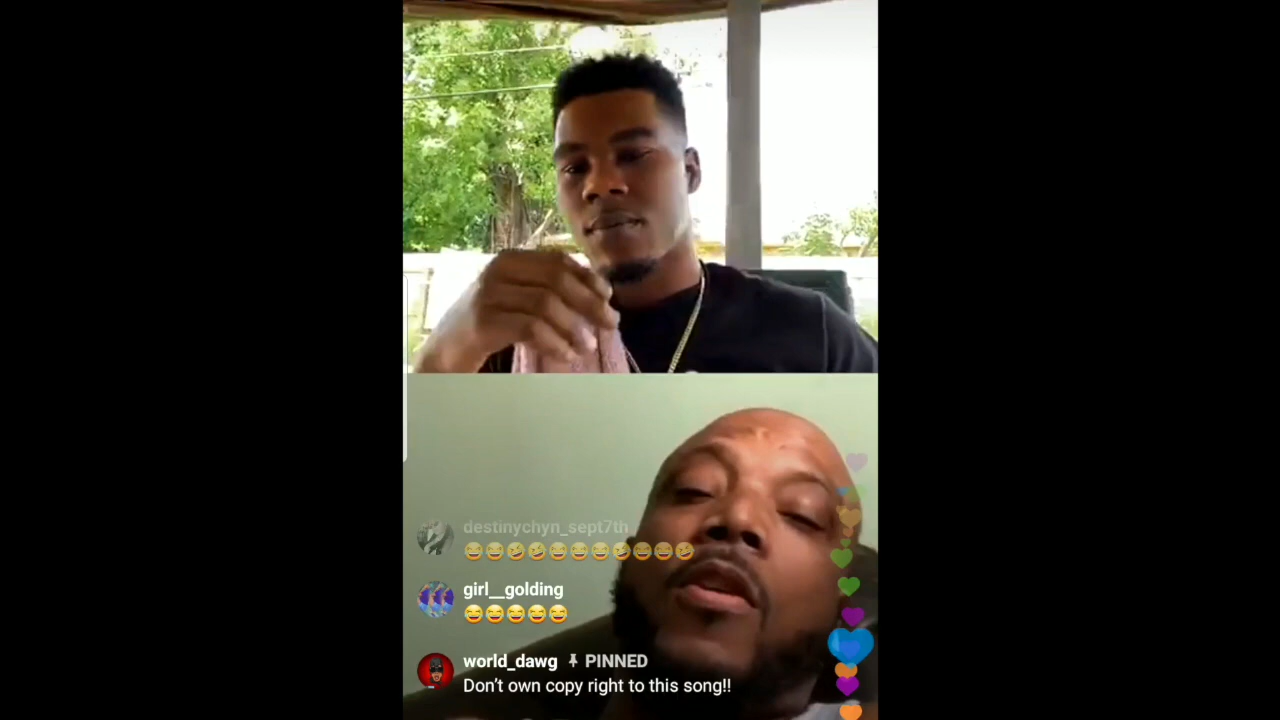 destinychyn_sept7th
😂😂🤣🤣😂😂😂🤣😂😂🤣
girl__golding
😂😂😂😂😂
world_dawg PINNED
Don't own copy right to this song!!